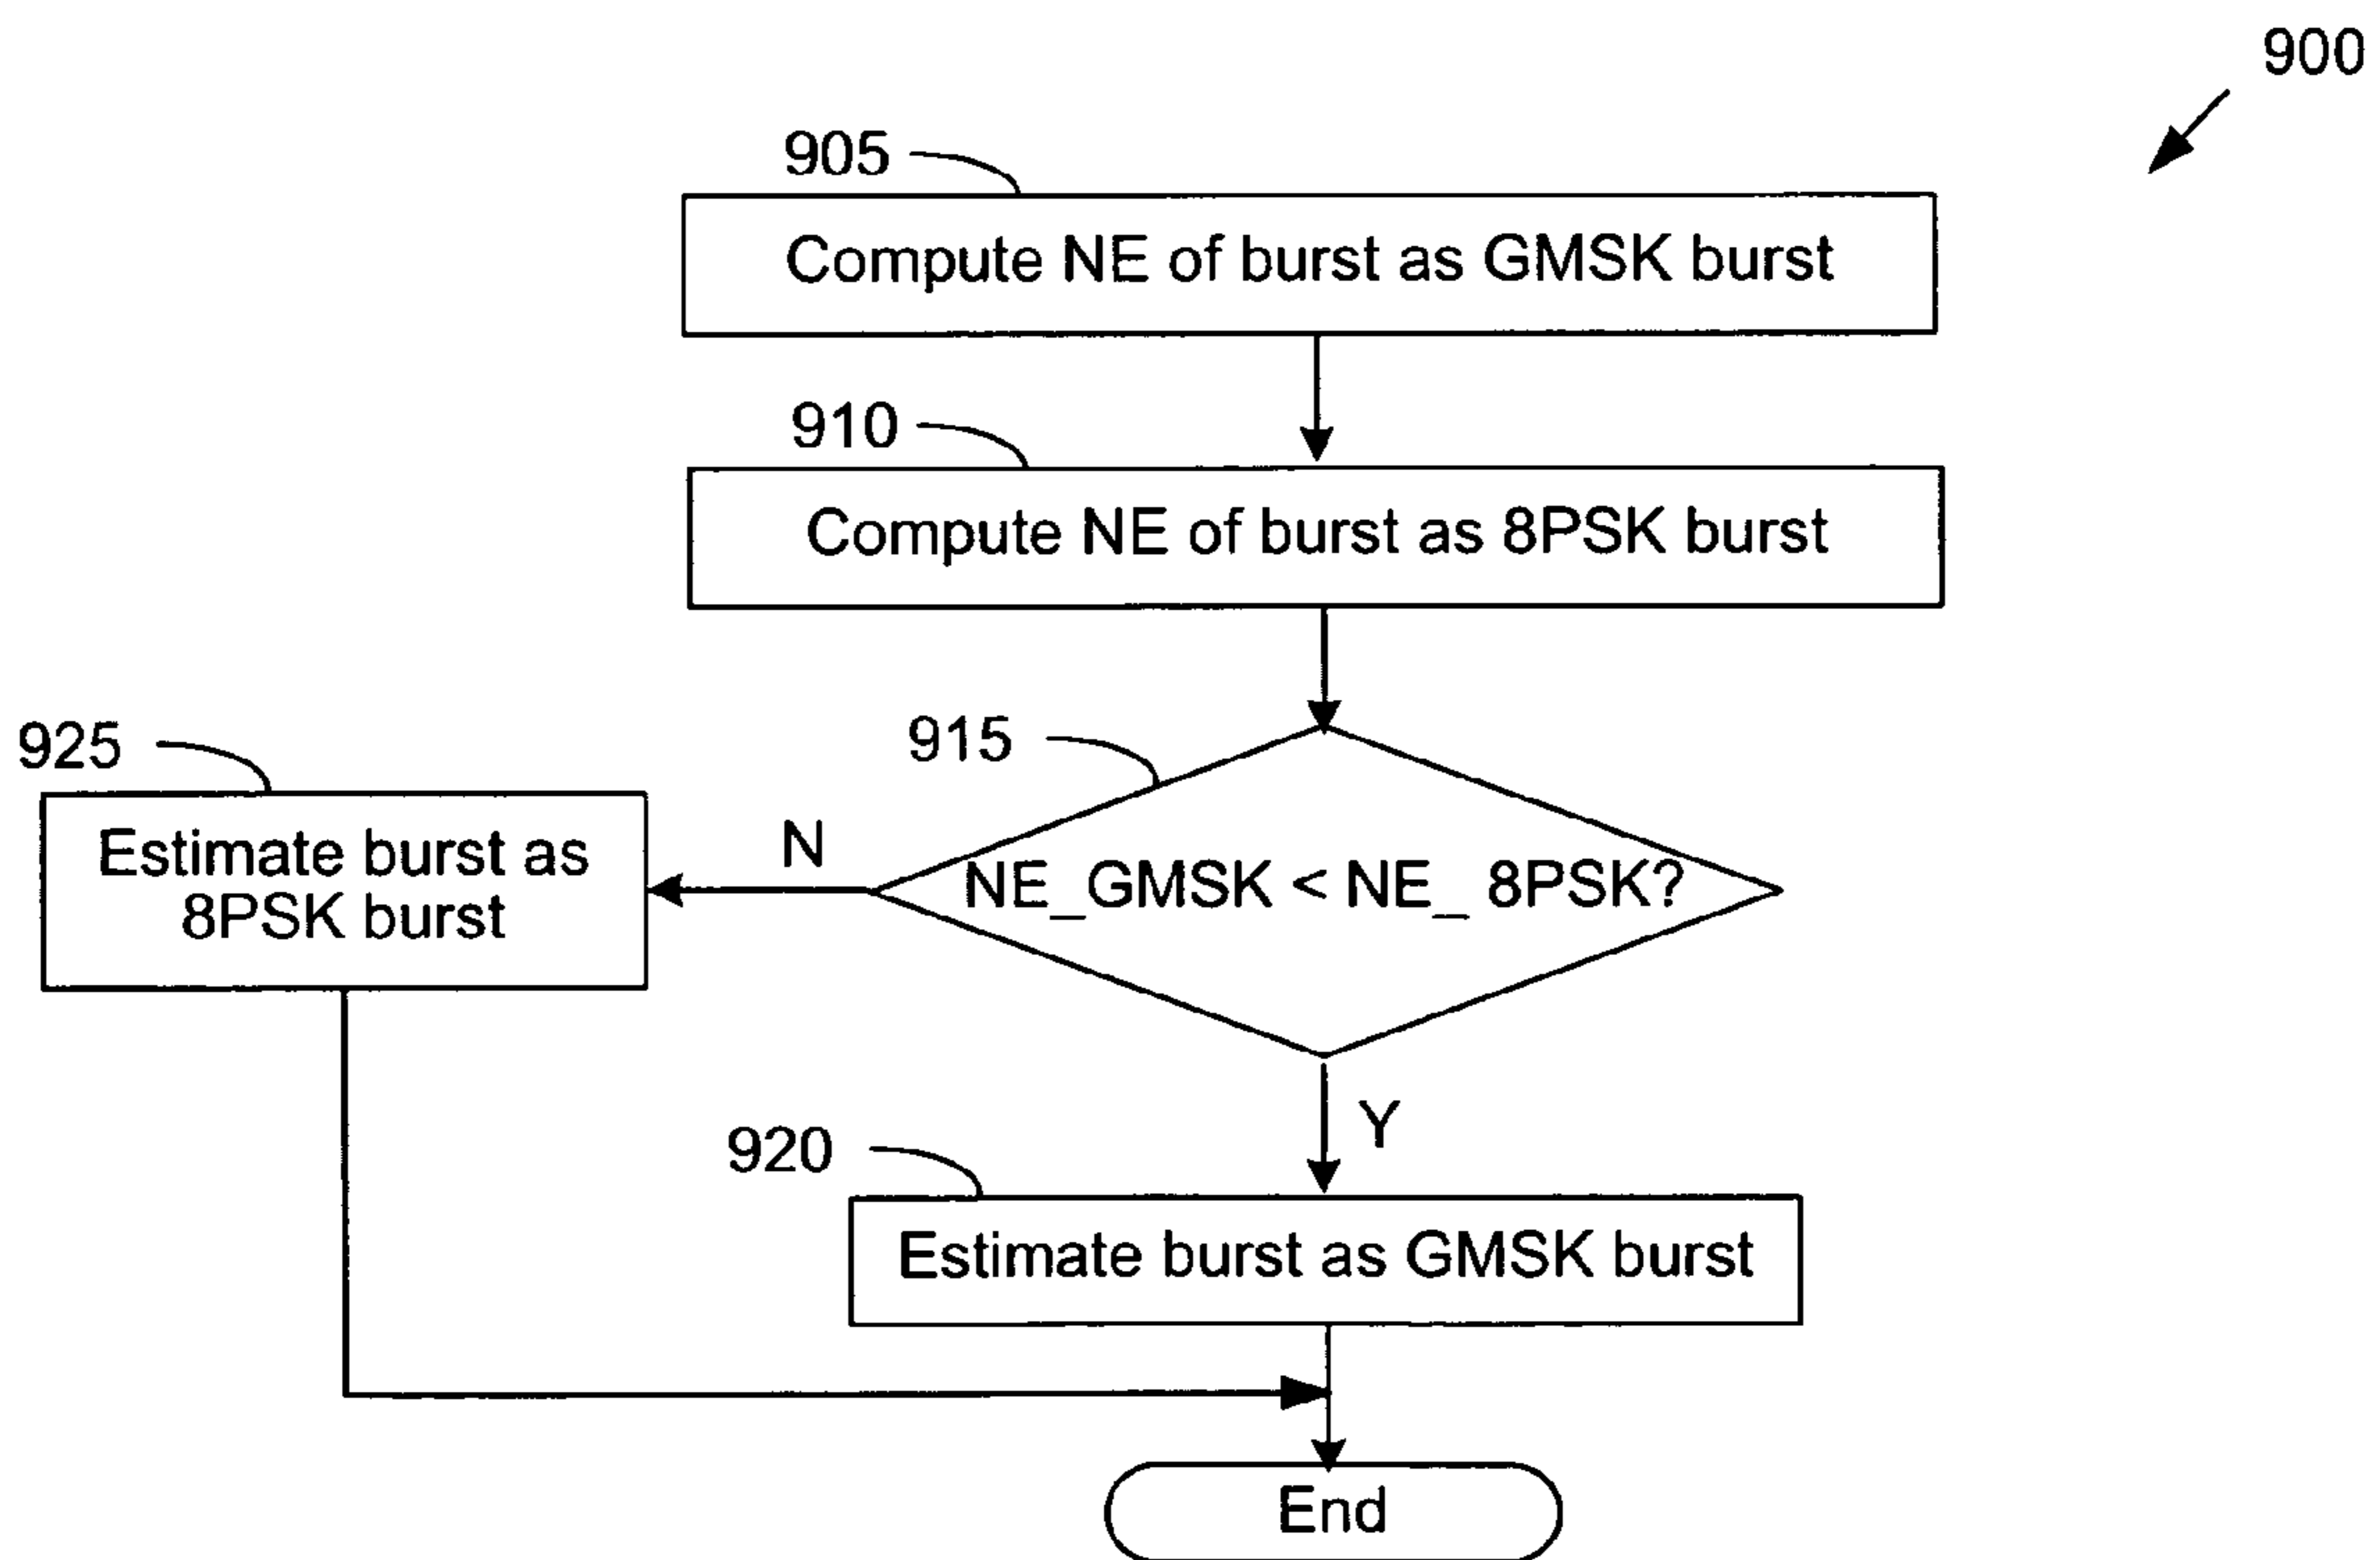 900
905
Compute NE of burst as GMSK burst
910
Compute NE of burst as 8PSK burst
915
NE_GMSK < NE_ 8PSK?
N
925
Estimate burst as
8PSK burst
Y
920
Estimate burst as GMSK burst
End